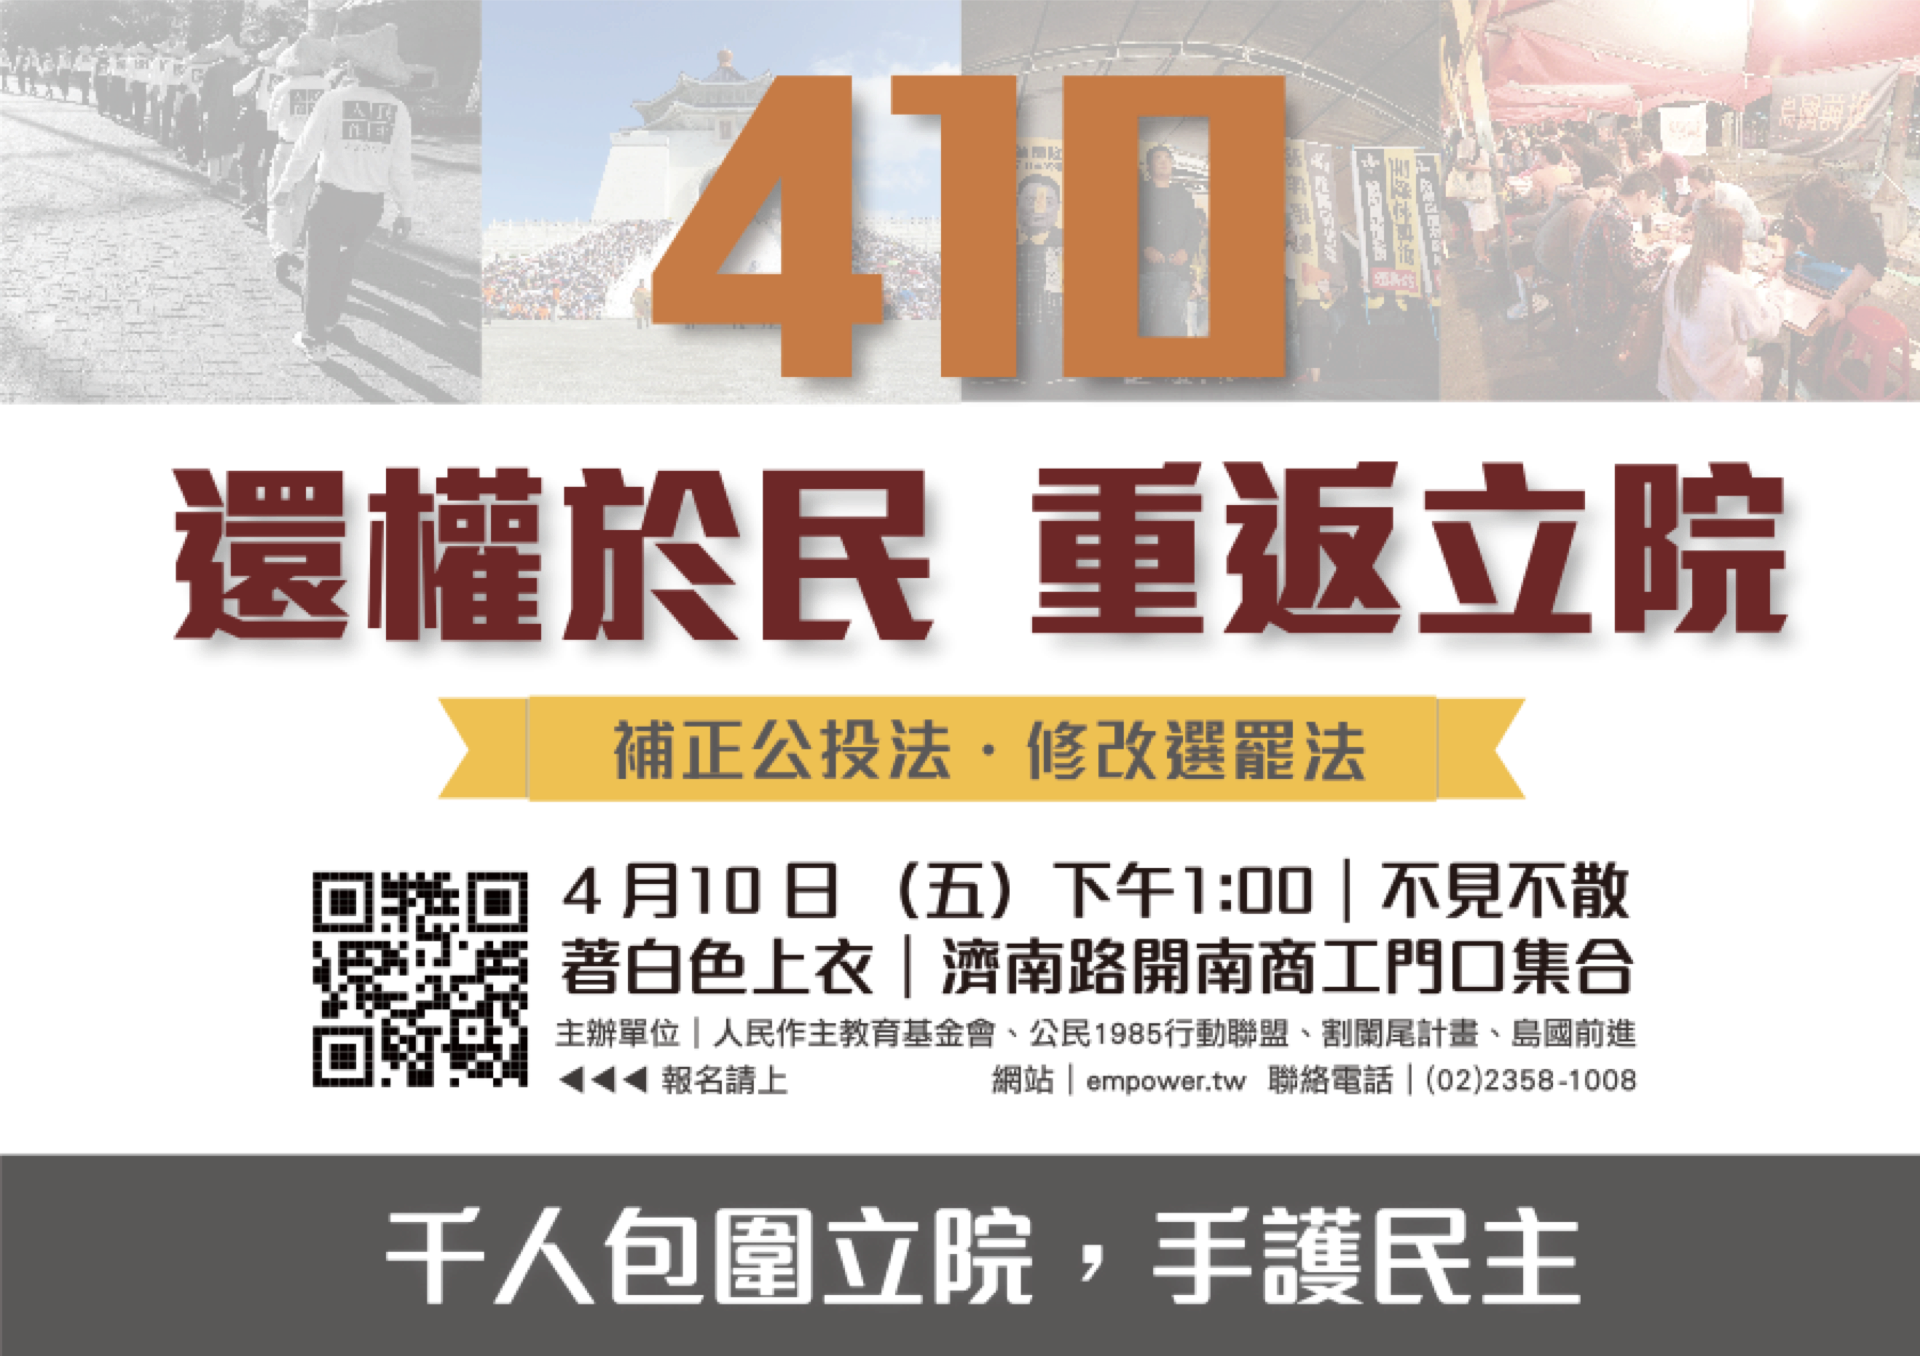 410
還權於民 重返立院
補正公投法・修改選罷法
4月10日（五）下午1:00｜不見不散
著白色上衣｜濟南路開南商工門口集合
主辦單位｜人民作主教育基金會、公民1985行動聯盟、割闌尾計畫、島國前進
◀◀◀ 報名請上 網站｜empower.tw 聯絡電話｜(02)2358-1008
千人包圍立院，手護民主